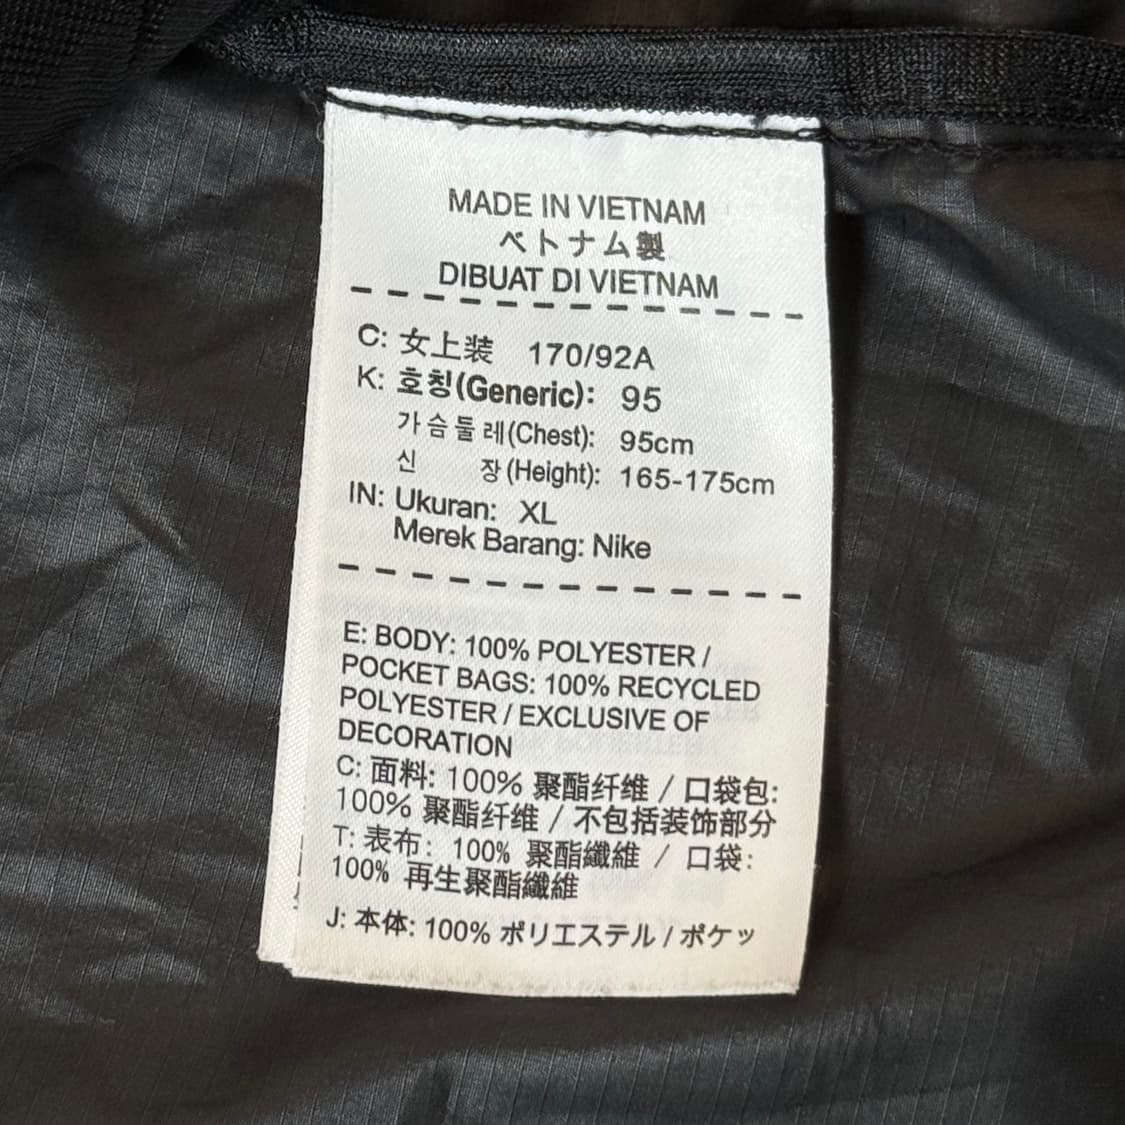 MADE IN VIETNAM
ベトナム製
DIBUAT DI VIETNAM
C: 女上装 170/92A
K: 호칭(Generic): 95
가슴둘레(Chest): 95cm
신 장(Height): 165-175cm
IN: Ukuran: XL
Merek Barang: Nike
E: BODY: 100% POLYESTER /
POCKET BAGS: 100% RECYCLED
POLYESTER / EXCLUSIVE OF
DECORATION
C: 面料: 100% 聚酯纤维 / 口袋包:
100% 聚酯纤维 / 不包括装饰部分
T: 表布: 100% 聚酯纖維 / 口袋:
100% 再生聚酯纖維
J: 本体: 100% ポリエステル / ポケッ